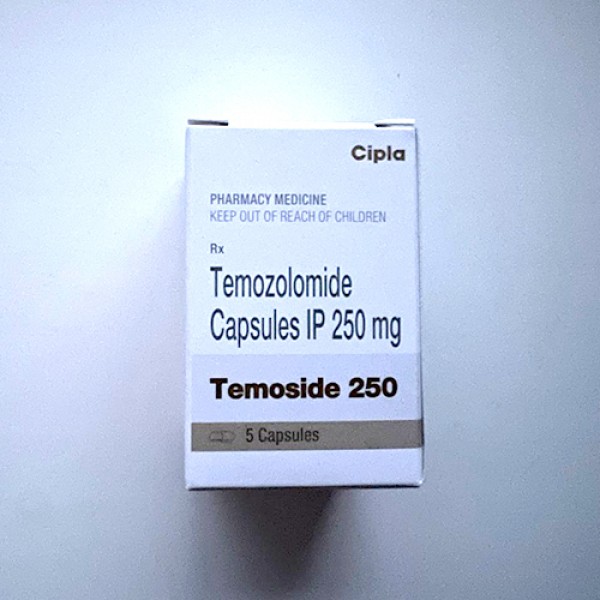 Cipla
PHARMACY MEDICINE
KEEP OUT OF REACH OF CHILDREN
Rx
Temozolomide
Capsules IP 250 mg
Temoside 250
5 Capsules